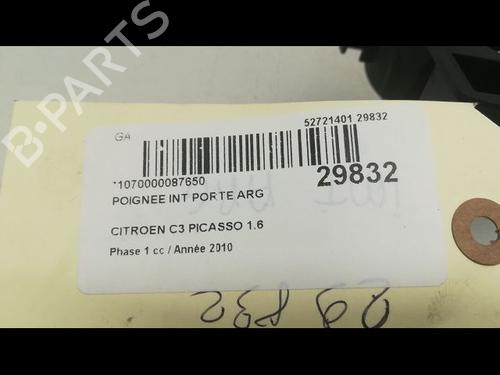 B-PARTS
GA
52721401 29832
*1070000087650
29832
POIGNEE INT PORTE ARG
CITROEN C3 PICASSO 1.6
Phase 1 cc / Année 2010
29832